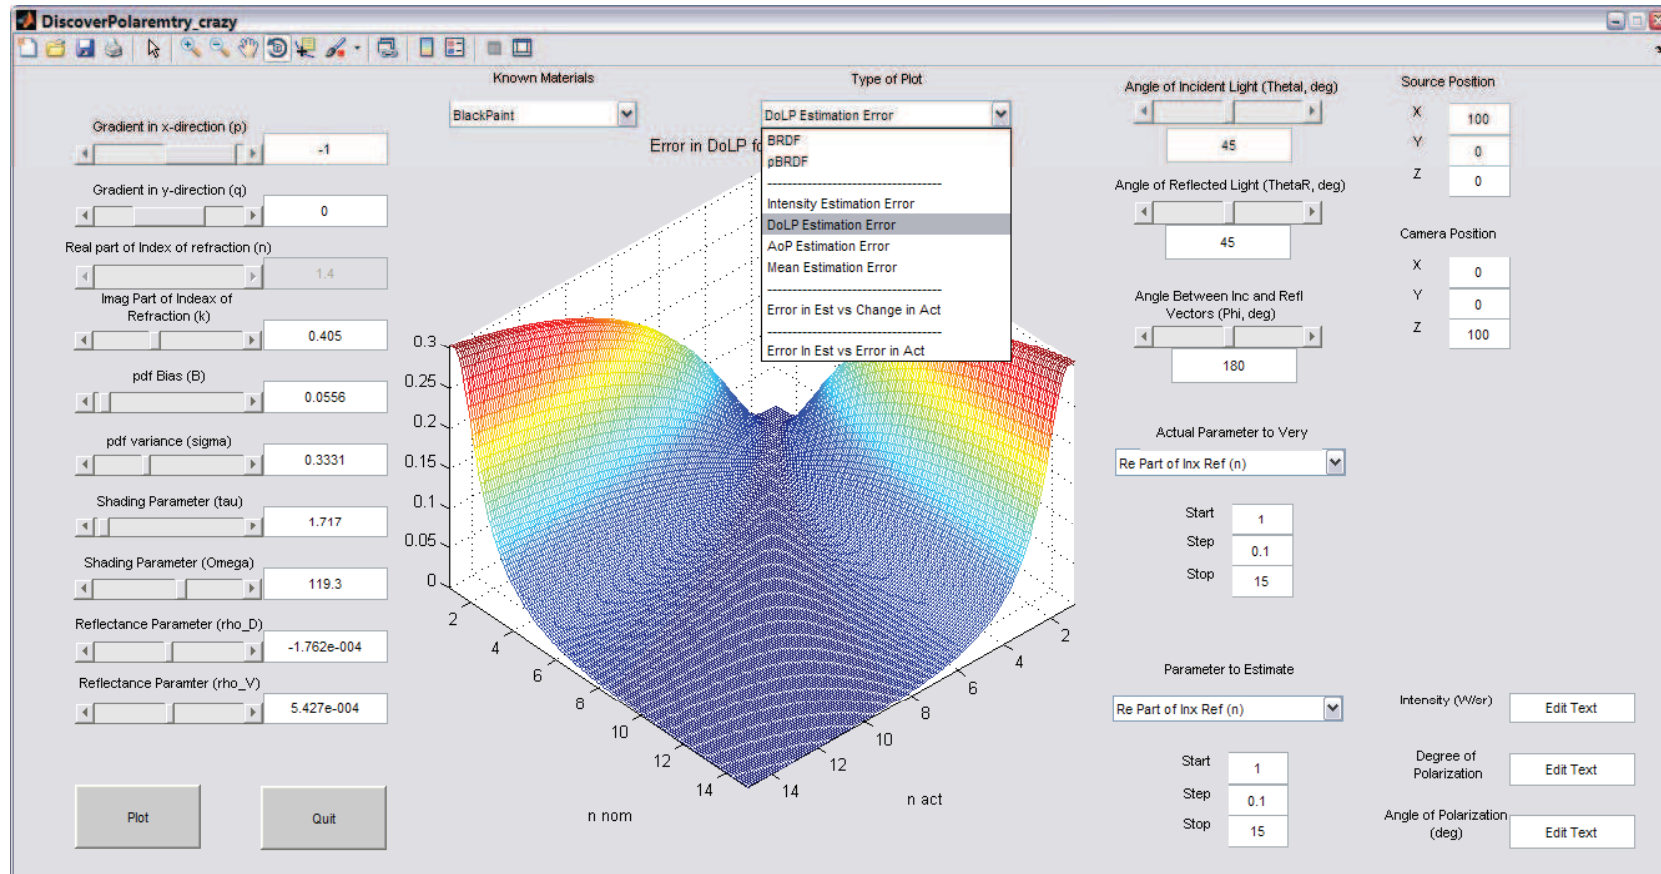 DiscoverPolaremtry_crazy
Known Materials
BlackPaint
Type of Plot
DoLP Estimation Error
BRDF
pBRDF
------------------------------------
Intensity Estimation Error
DoLP Estimation Error
AoP Estimation Error
Mean Estimation Error
------------------------------------
Error in Est vs Change in Act
------------------------------------
Error In Est vs Error in Act
Error in DoLP fo
Gradient in x-direction (p)
-1
Gradient in y-direction (q)
0
Real part of Index of refraction (n)
1.4
Imag Part of Indeax of
Refraction (k)
0.405
pdf Bias (B)
0.0556
pdf variance (sigma)
0.3331
Shading Parameter (tau)
1.717
Shading Parameter (Omega)
119.3
Reflectance Parameter (rho_D)
-1.762e-004
Reflectance Paramter (rho_V)
5.427e-004
Plot
Quit
0.3
0.25
0.2
0.15
0.1
0.05
0
2
4
6
8
10
12
14
n nom
14
12
10
8
6
4
2
n act
Angle of Incident Light (ThetaI, deg)
45
Angle of Reflected Light (ThetaR, deg)
45
Angle Between Inc and Refl
Vectors (Phi, deg)
180
Actual Parameter to Very
Re Part of Inx Ref (n)
Start
1
Step
0.1
Stop
15
Parameter to Estimate
Re Part of Inx Ref (n)
Start
1
Step
0.1
Stop
15
Source Position
X
100
Y
0
Z
0
Camera Position
X
0
Y
0
Z
100
Intensity (W/sr)
Edit Text
Degree of
Polarization
Edit Text
Angle of Polarization
(deg)
Edit Text